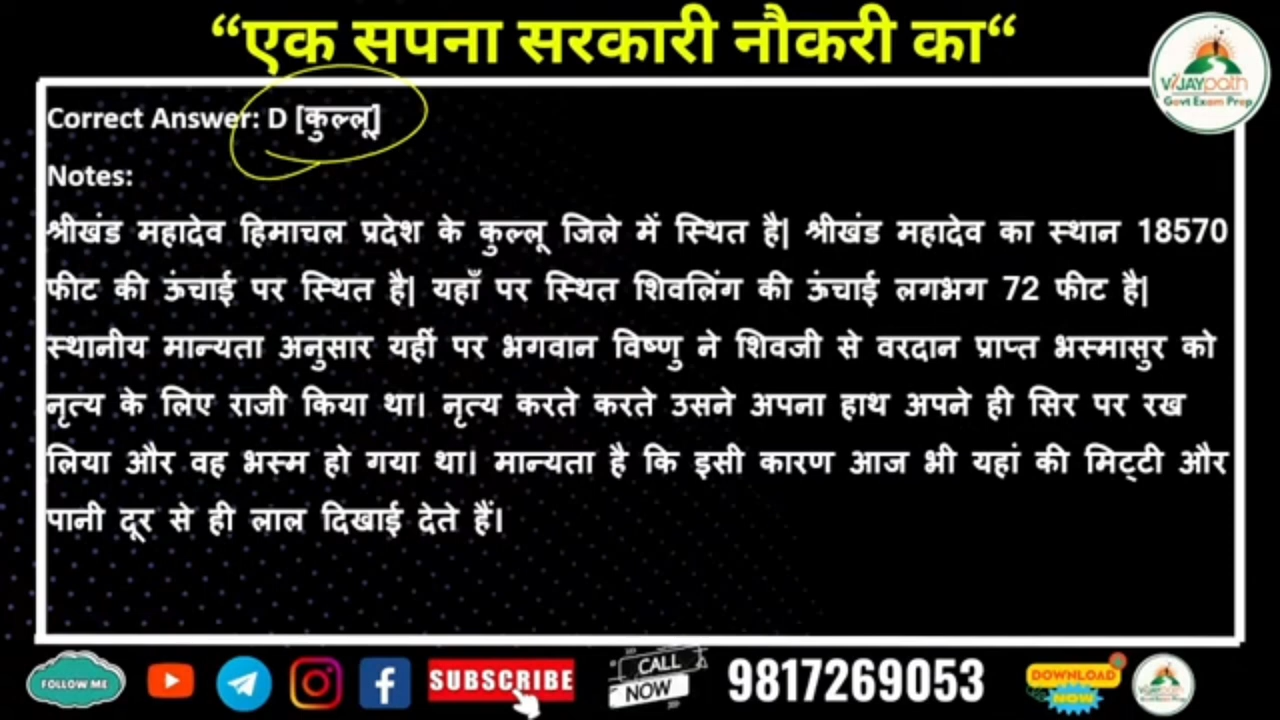 “एक सपना सरकारी नौकरी का“
VIJAYpath
Govt Exam Prep
Correct Answer: D [कुल्लू]
Notes:
श्रीखंड महादेव हिमाचल प्रदेश के कुल्लू जिले में स्थित है| श्रीखंड महादेव का स्थान 18570
फीट की ऊंचाई पर स्थित है| यहाँ पर स्थित शिवलिंग की ऊंचाई लगभग 72 फीट है|
स्थानीय मान्यता अनुसार यहीं पर भगवान विष्णु ने शिवजी से वरदान प्राप्त भस्मासुर को
नृत्य के लिए राजी किया था। नृत्य करते करते उसने अपना हाथ अपने ही सिर पर रख
लिया और वह भस्म हो गया था। मान्यता है कि इसी कारण आज भी यहां की मिट्टी और
पानी दूर से ही लाल दिखाई देते हैं।
FOLLOW ME
SUBSCRIBE
CALL
NOW
9817269053
DOWNLOAD
NOW
VIJAYpath